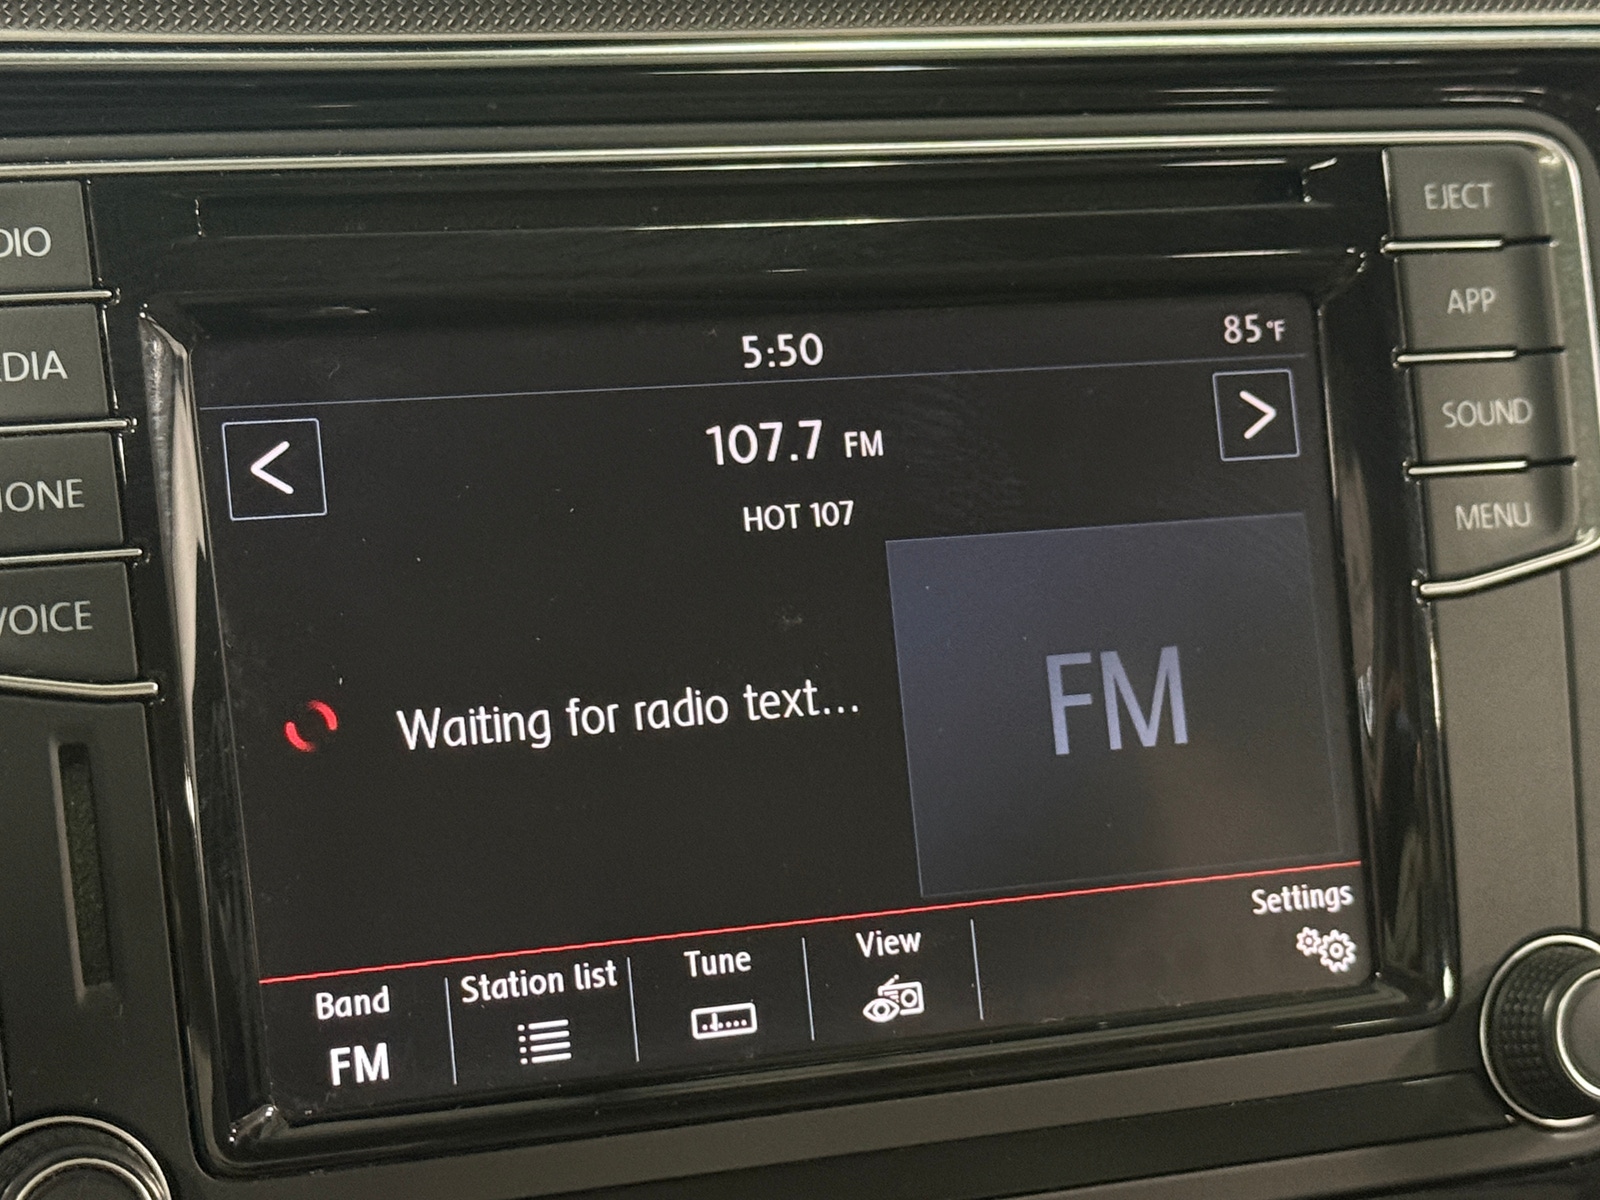 5:50
85°F
107.7 FM
HOT 107
Waiting for radio text...
FM
Band
FM
Station list
Tune
View
Settings
DIO
DIA
ONE
VOICE
EJECT
APP
SOUND
MENU